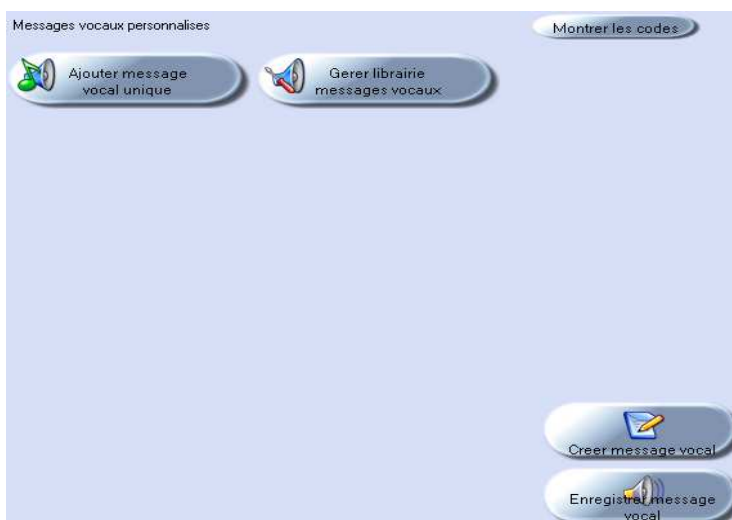 Messages vocaux personnalises
Montrer les codes
Ajouter message
vocal unique
Gerer librairie
messages vocaux
Creer message vocal
Enregistrer message
vocal